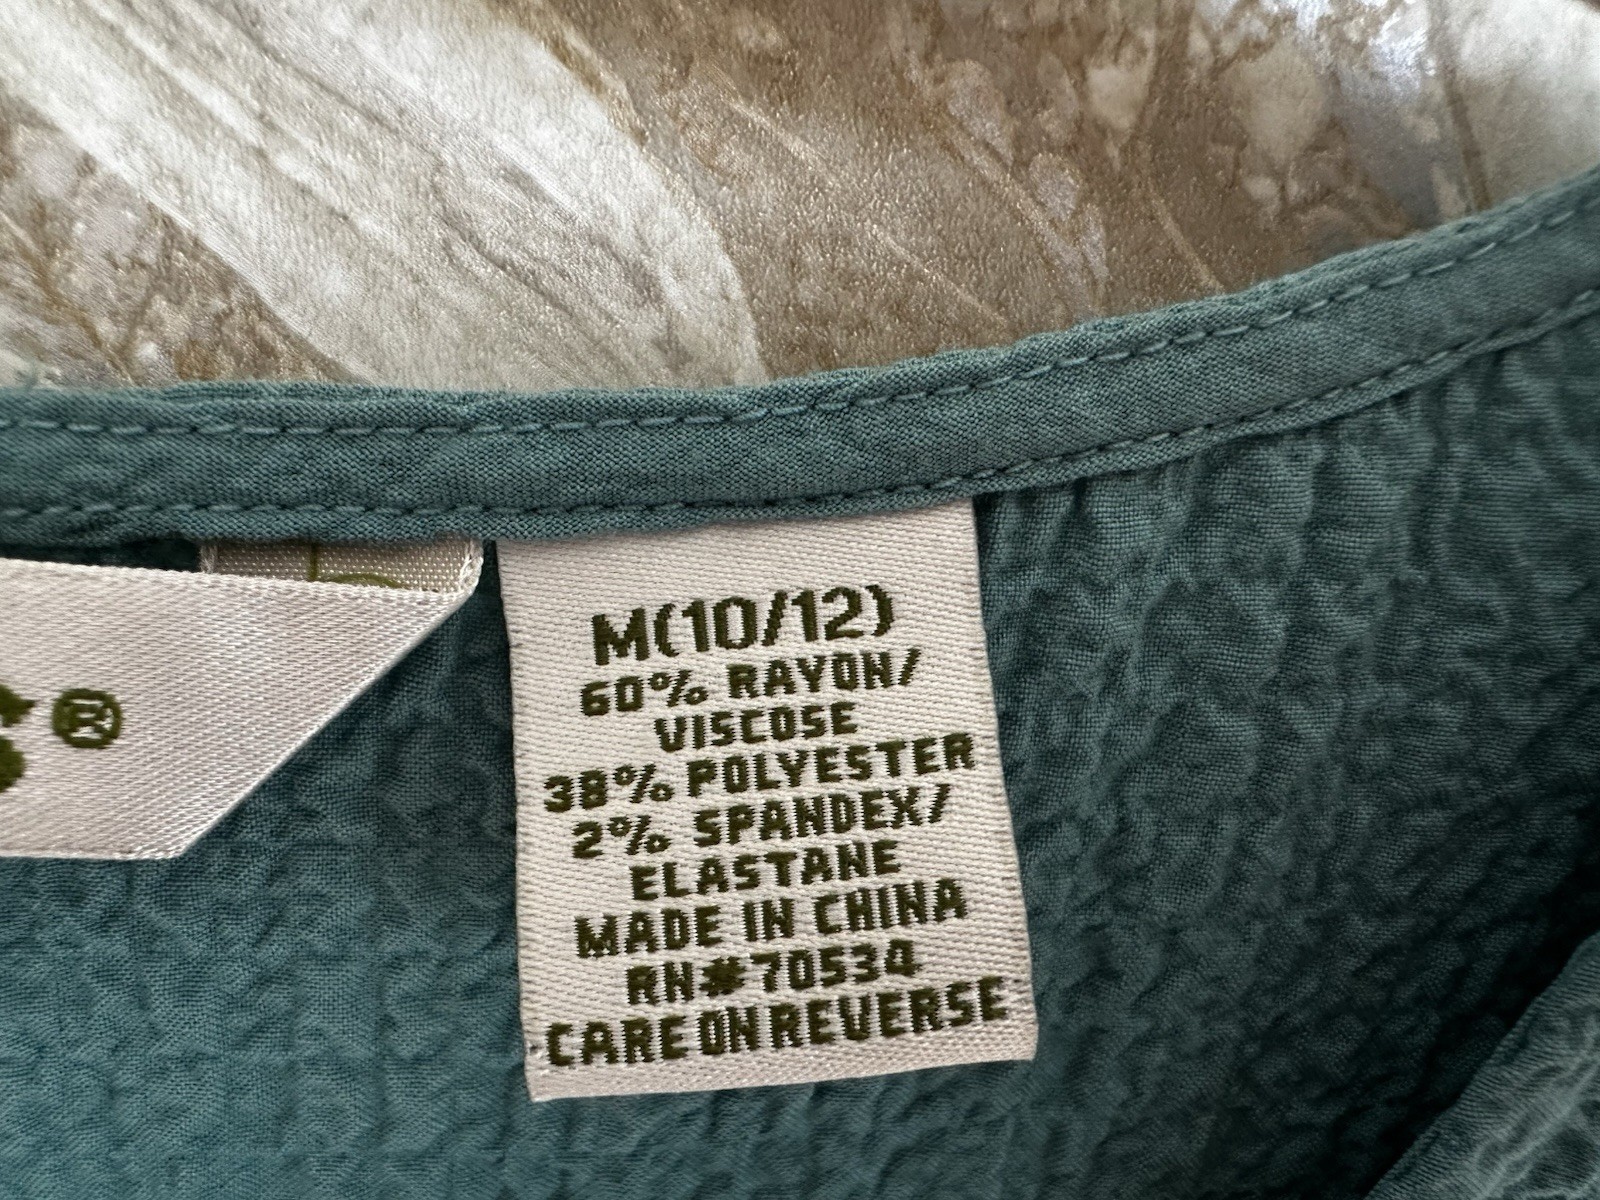 M(10/12)
60% RAYON/
VISCOSE
38% POLYESTER
2% SPANDEX/
ELASTANE
MADE IN CHINA
RN#70534
CARE ON REVERSE